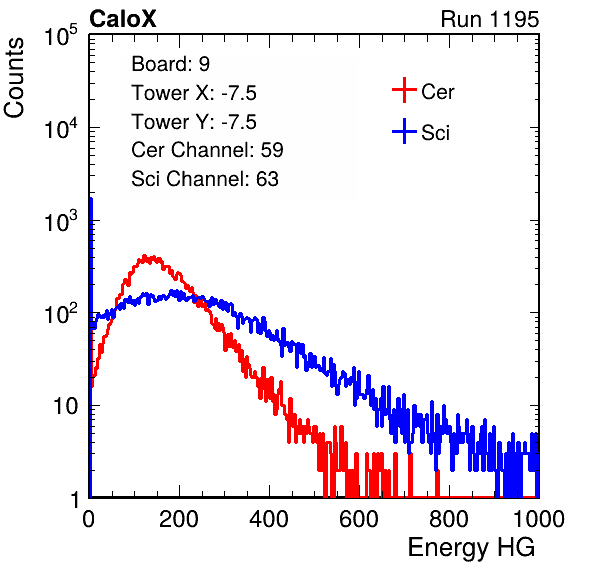 CaloX Run 1195
Counts
10^5
10^4
10^3
10^2
10
1
Board: 9
Tower X: -7.5
Tower Y: -7.5
Cer Channel: 59
Sci Channel: 63
Cer
Sci
0 200 400 600 800 1000
Energy HG